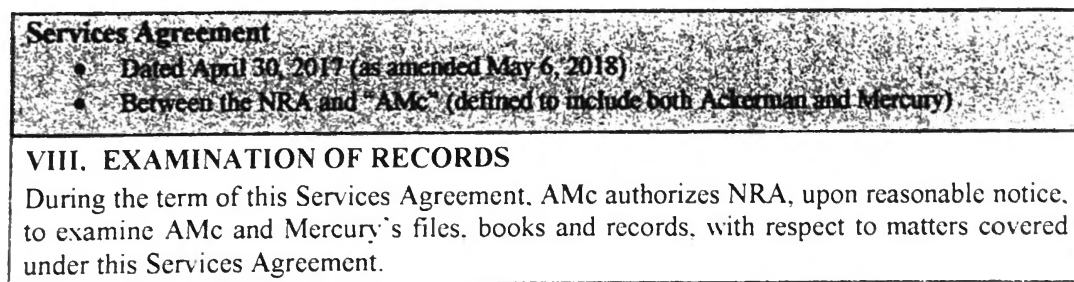 Services Agreement
• Dated April 30, 2017 (as amended May 6, 2018)
• Between the NRA and "AMc" (defined to include both Ackerman and Mercury)
VIII. EXAMINATION OF RECORDS
During the term of this Services Agreement, AMc authorizes NRA, upon reasonable notice,
to examine AMc and Mercury's files, books and records, with respect to matters covered
under this Services Agreement.